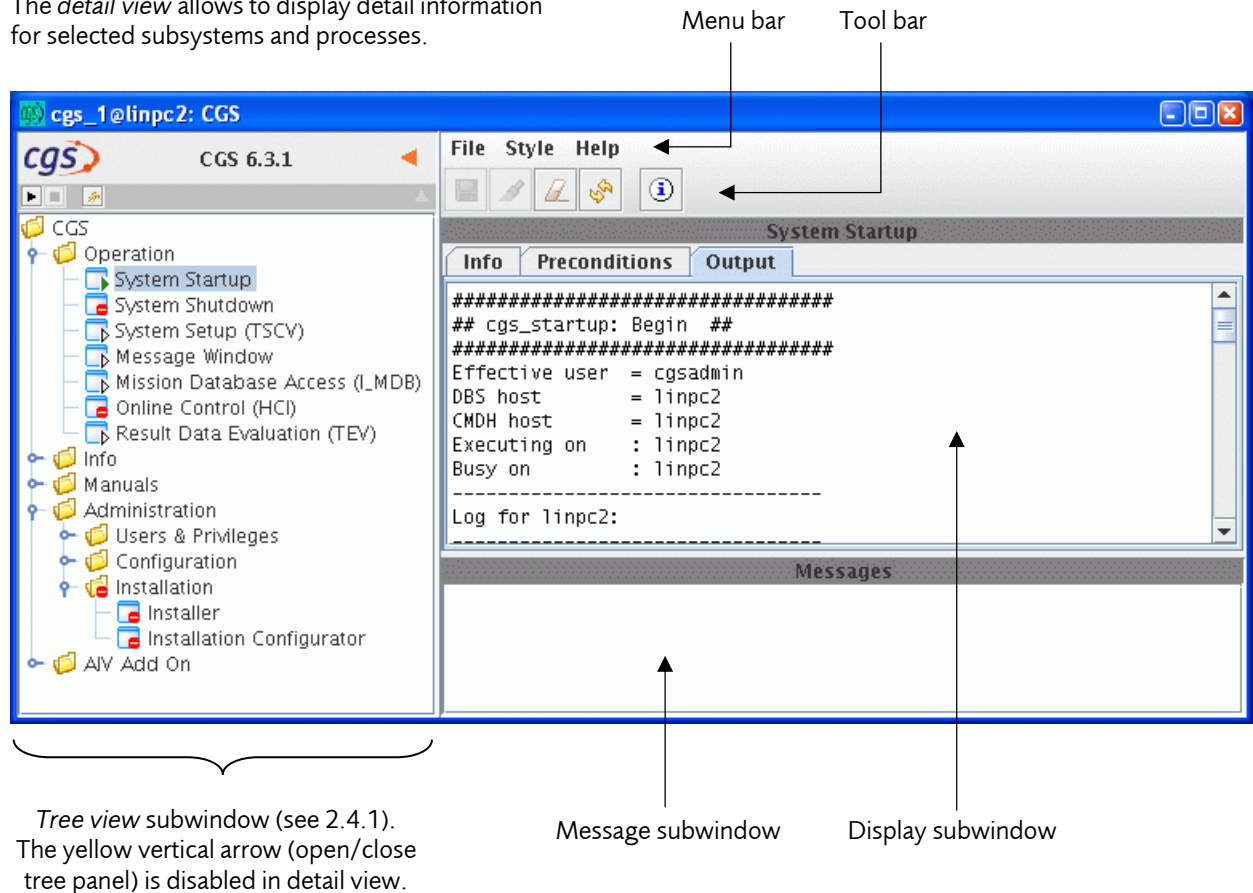 The detail view allows to display detail information
for selected subsystems and processes.
Menu bar
Tool bar
cgs_1@linpc2: CGS
cgs
CGS 6.3.1
CGS
Operation
System Startup
System Shutdown
System Setup (TSCV)
Message Window
Mission Database Access (I_MDB)
Online Control (HCI)
Result Data Evaluation (TEV)
Info
Manuals
Administration
Users & Privileges
Configuration
Installation
Installer
Installation Configurator
AIV Add On
File Style Help
System Startup
Info Preconditions Output
##################################
## cgs_startup: Begin ##
##################################
Effective user = cgsadmin
DBS host = linpc2
CMDH host = linpc2
Executing on : linpc2
Busy on : linpc2
---------------------------------
Log for linpc2:
---------------------------------
Messages
Tree view subwindow (see 2.4.1).
The yellow vertical arrow (open/close
tree panel) is disabled in detail view.
Message subwindow
Display subwindow